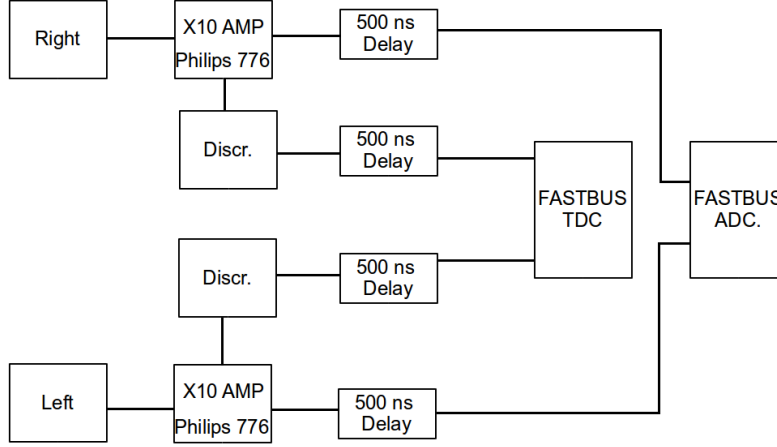 Right
X10 AMP
Philips 776
500 ns
Delay
Discr.
500 ns
Delay
FASTBUS
TDC
FASTBUS
ADC.
Discr.
500 ns
Delay
Left
X10 AMP
Philips 776
500 ns
Delay